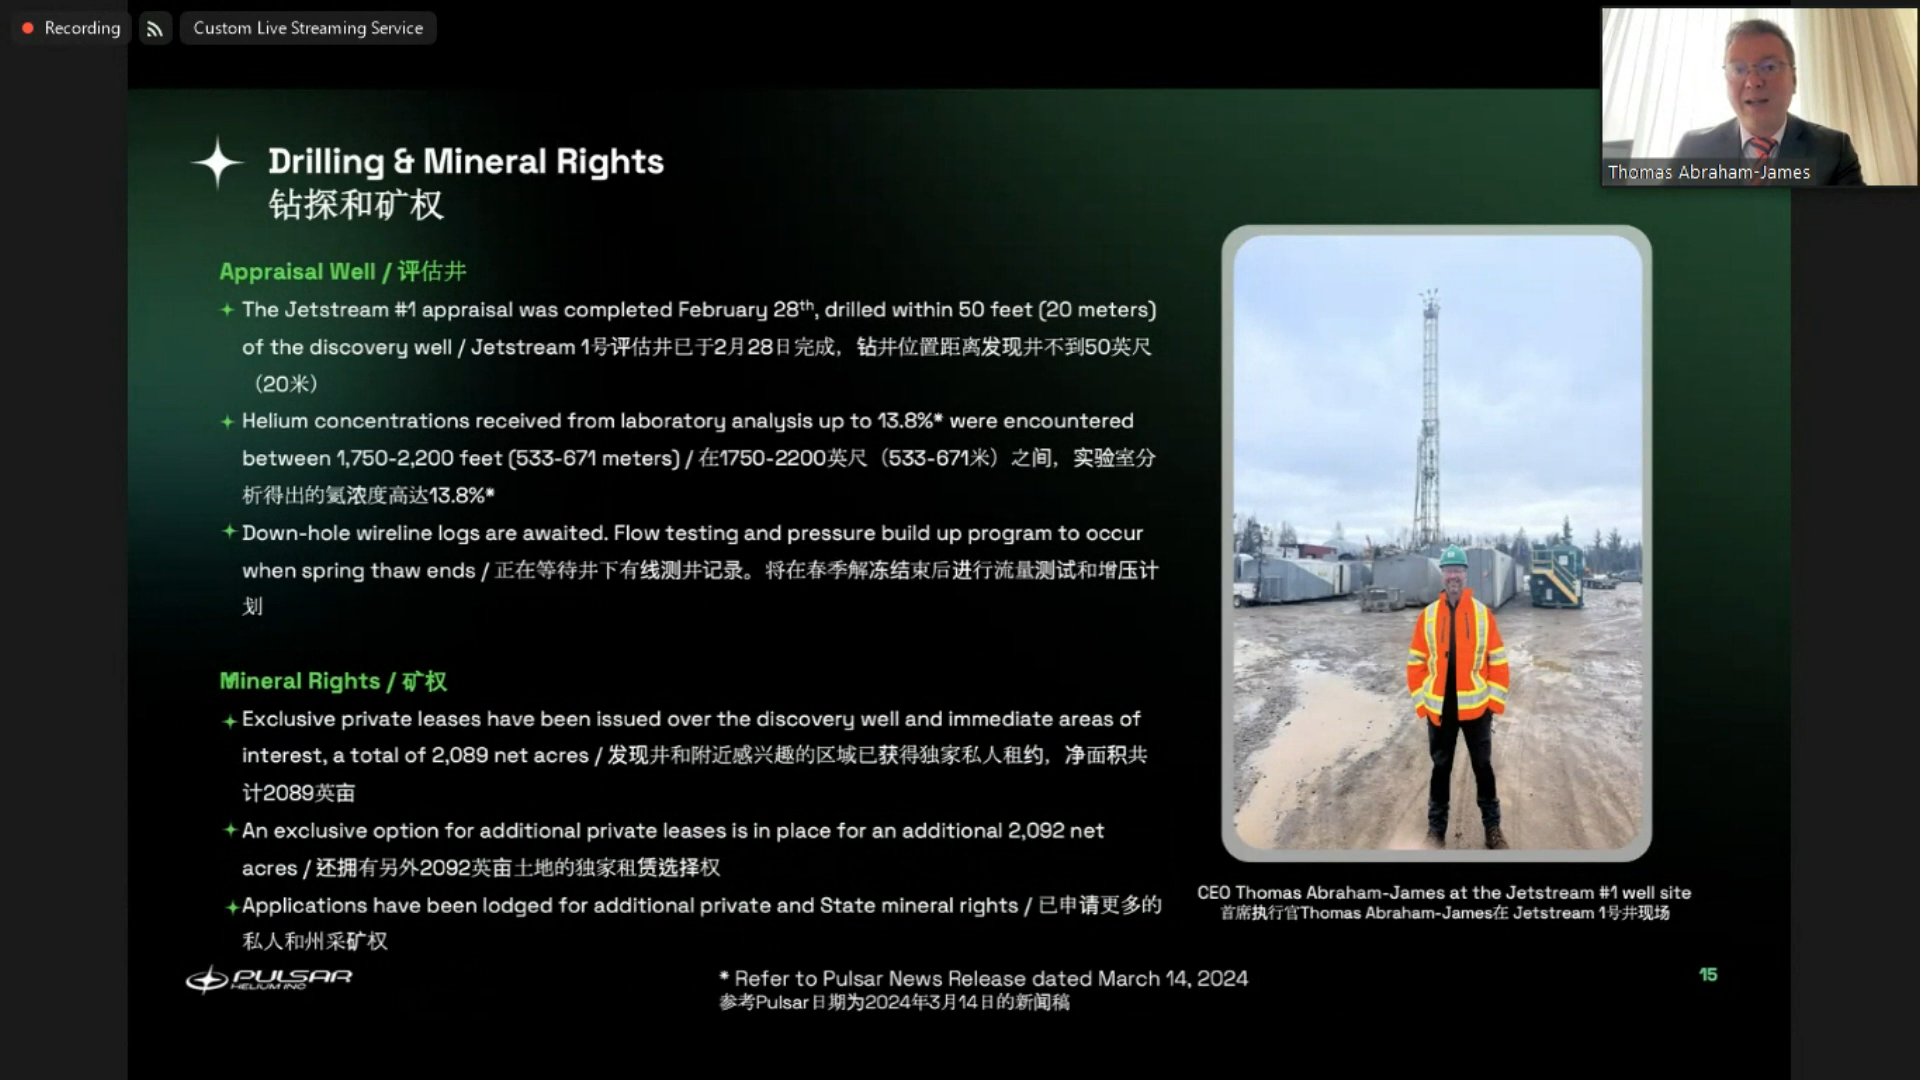 Recording
Custom Live Streaming Service
Thomas Abraham-James
Drilling & Mineral Rights
钻探和矿权
Appraisal Well / 评估井
The Jetstream #1 appraisal was completed February 28th, drilled within 50 feet (20 meters)
of the discovery well / Jetstream 1号评估井已于2月28日完成，钻井位置距离发现井不到50英尺
（20米）
Helium concentrations received from laboratory analysis up to 13.8%* were encountered
between 1,750-2,200 feet (533-671 meters) / 在1750-2200英尺（533-671米）之间，实验室分
析得出的氦浓度高达13.8%*
Down-hole wireline logs are awaited. Flow testing and pressure build up program to occur
when spring thaw ends / 正在等待井下有线测井记录。将在春季解冻结束后进行流量测试和增压计
划
Mineral Rights / 矿权
Exclusive private leases have been issued over the discovery well and immediate areas of
interest, a total of 2,089 net acres / 发现井和附近感兴趣的区域已获得独家私人租约，净面积共
计2089英亩
An exclusive option for additional private leases is in place for an additional 2,092 net
acres / 还拥有另外2092英亩土地的独家租赁选择权
Applications have been lodged for additional private and State mineral rights / 已申请更多的
私人和州采矿权
CEO Thomas Abraham-James at the Jetstream #1 well site
首席执行官Thomas Abraham-James在 Jetstream 1号井现场
PULSAR
HELIUM INC
* Refer to Pulsar News Release dated March 14, 2024
参考Pulsar日期为2024年3月14日的新闻稿
15